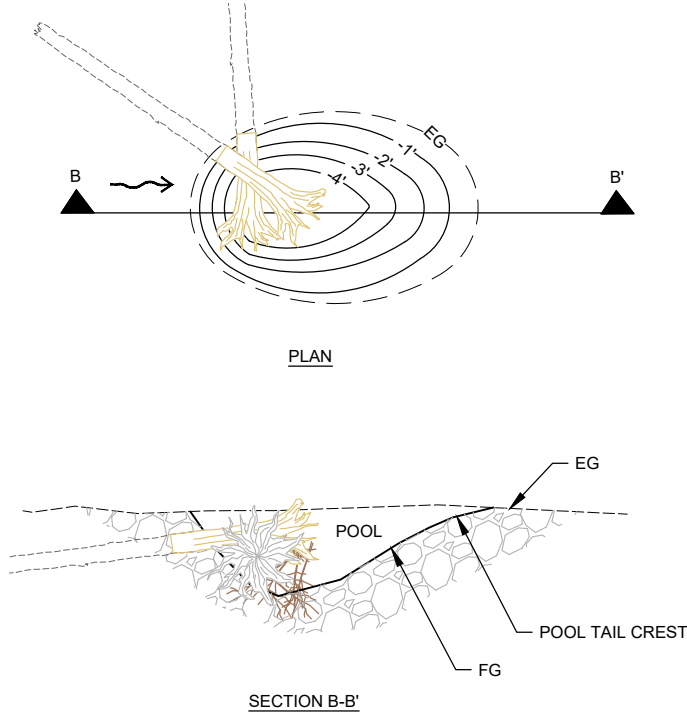 EG
-1'
-2'
-3'
-4'
B
B'
PLAN
EG
POOL
POOL TAIL CREST
FG
SECTION B-B'